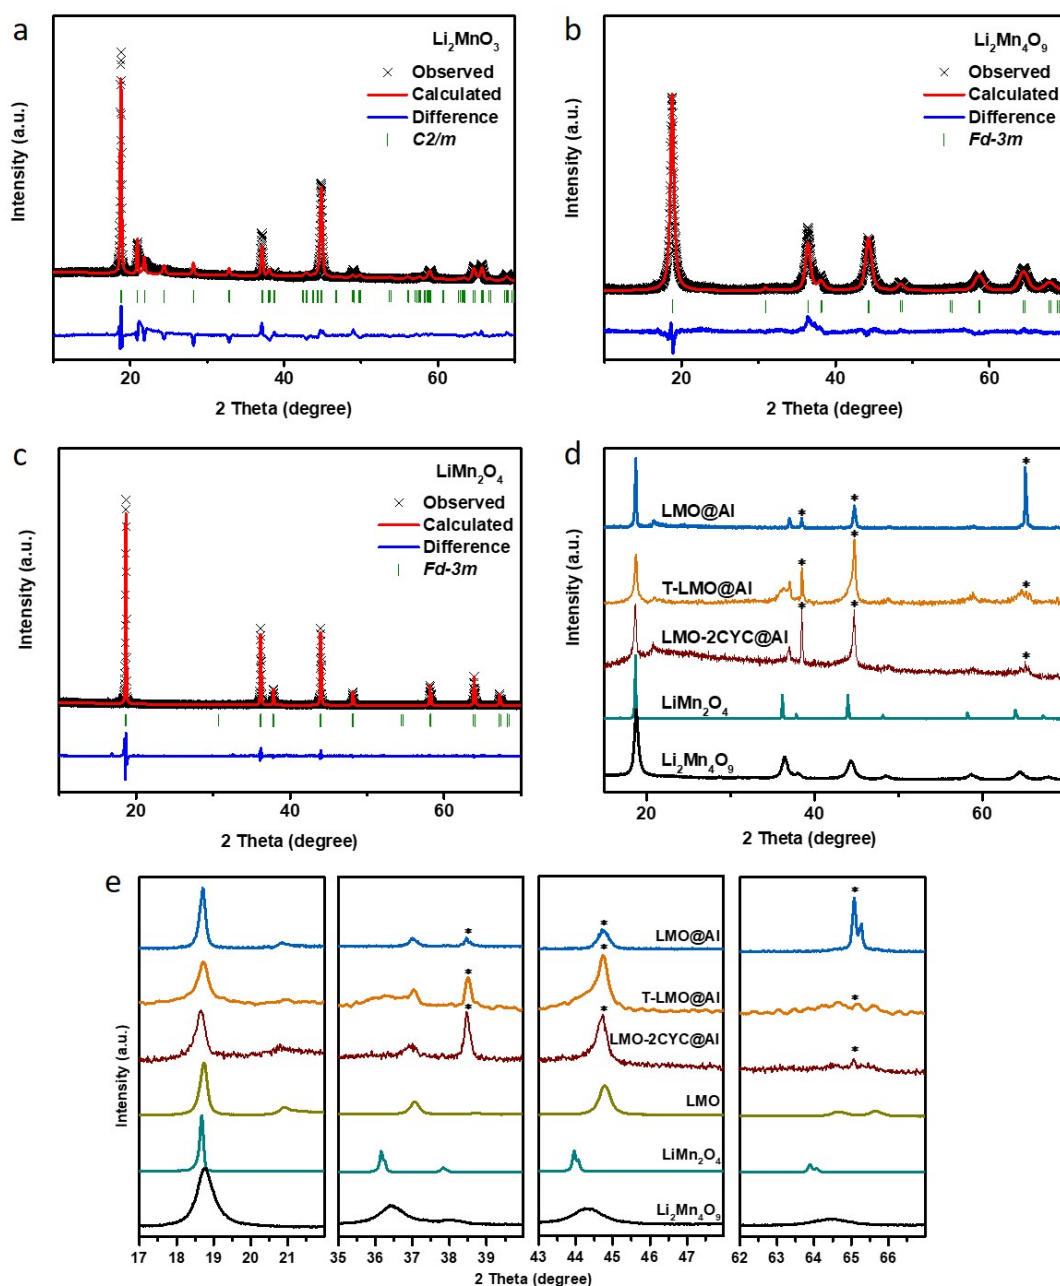 a
Li₂MnO₃
Observed
Calculated
Difference
C2/m
Intensity (a.u.)
20 40 60
2 Theta (degree)
b
Li₂Mn₄O₉
Observed
Calculated
Difference
Fd-3m
Intensity (a.u.)
20 40 60
2 Theta (degree)
c
LiMn₂O₄
Observed
Calculated
Difference
Fd-3m
Intensity (a.u.)
20 40 60
2 Theta (degree)
d
* * *
LMO@Al
* * *
T-LMO@Al
* * *
LMO-2CYC@Al
LiMn₂O₄
Li₂Mn₄O₉
Intensity (a.u.)
20 40 60
2 Theta (degree)
e
* * *
LMO@Al
* * *
T-LMO@Al
* * *
LMO-2CYC@Al
LMO
LiMn₂O₄
Li₂Mn₄O₉
Intensity (a.u.)
17 18 19 20 21 35 36 37 38 39 43 44 45 46 47 62 63 64 65 66
2 Theta (degree)